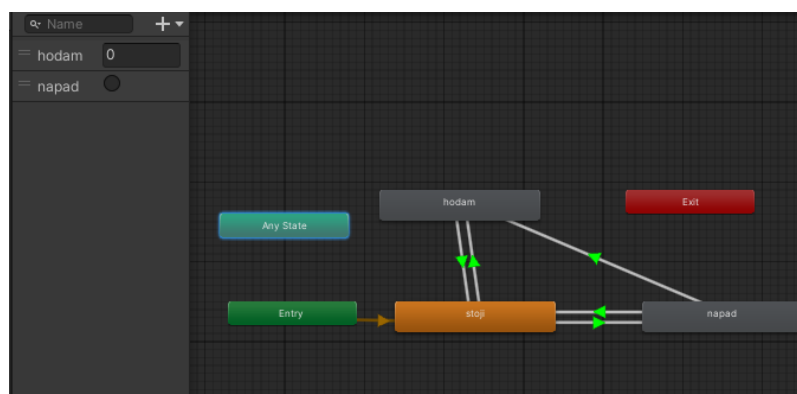 Name
hodam 0
napad
hodam
Exit
Any State
Entry
stoji
napad